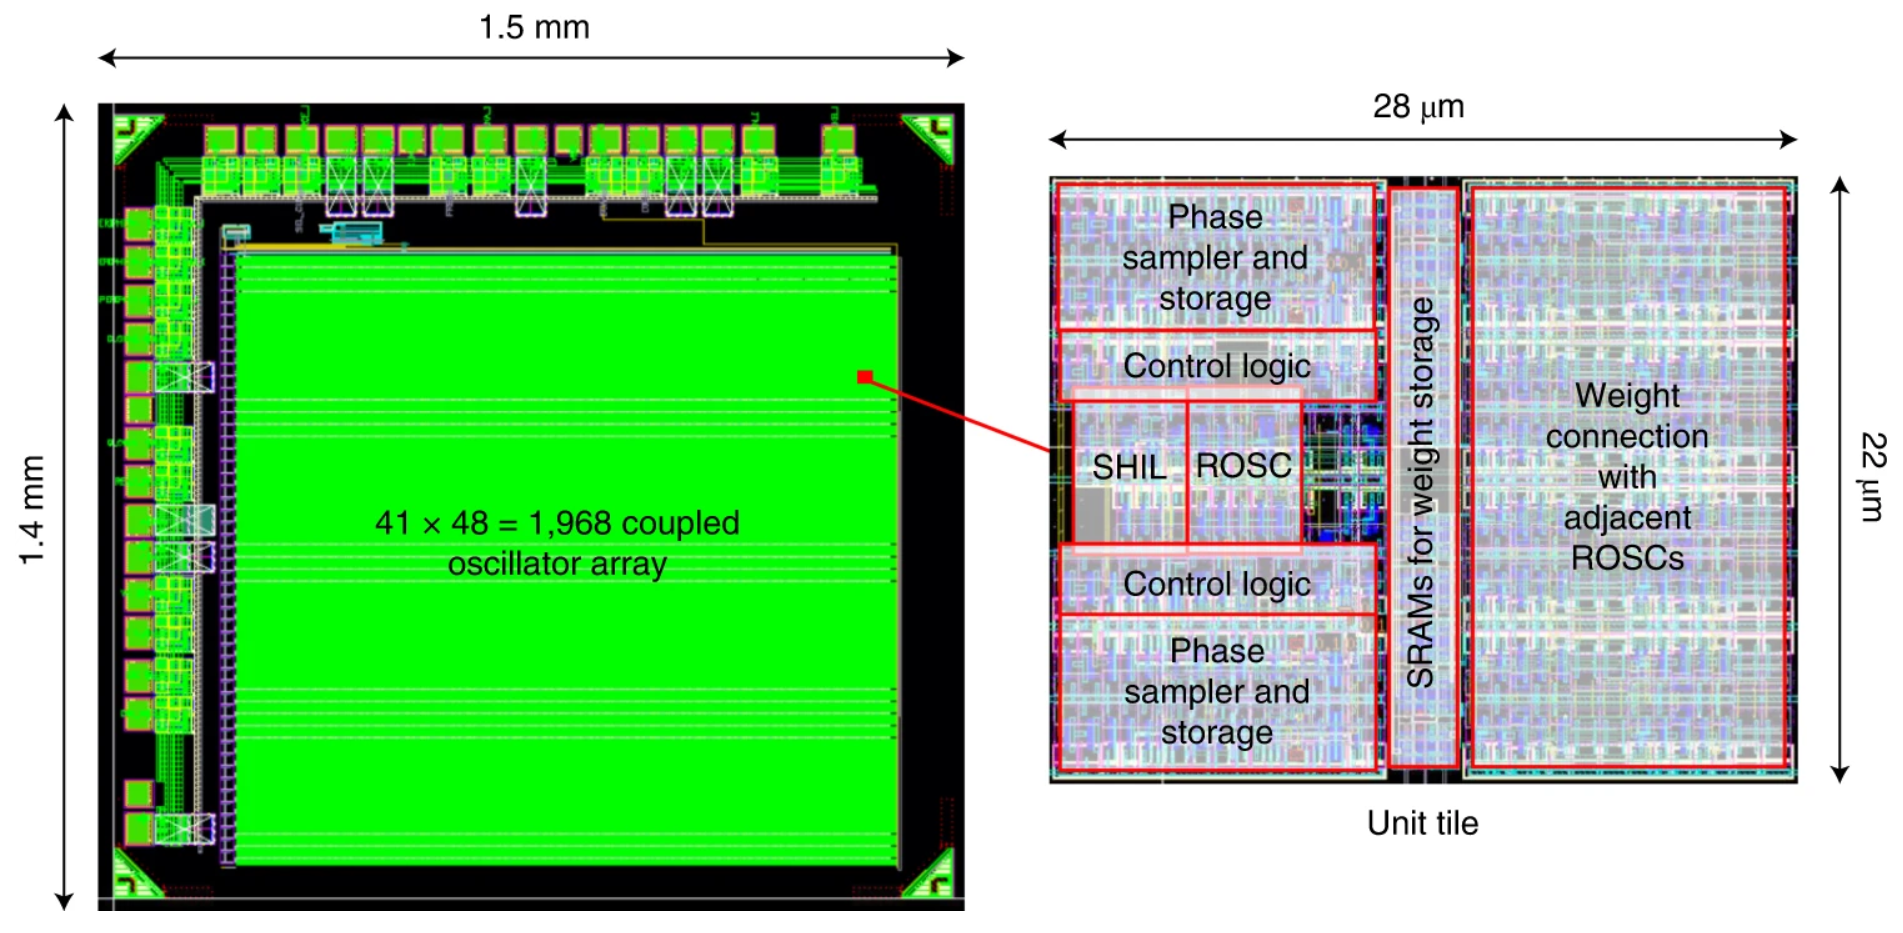 1.5 mm
1.4 mm
41 × 48 = 1,968 coupled
oscillator array
28 μm
22 μm
Phase
sampler and
storage
Control logic
SHIL
ROSC
Control logic
Phase
sampler and
storage
SRAMs for weight storage
Weight
connection
with
adjacent
ROSCs
Unit tile